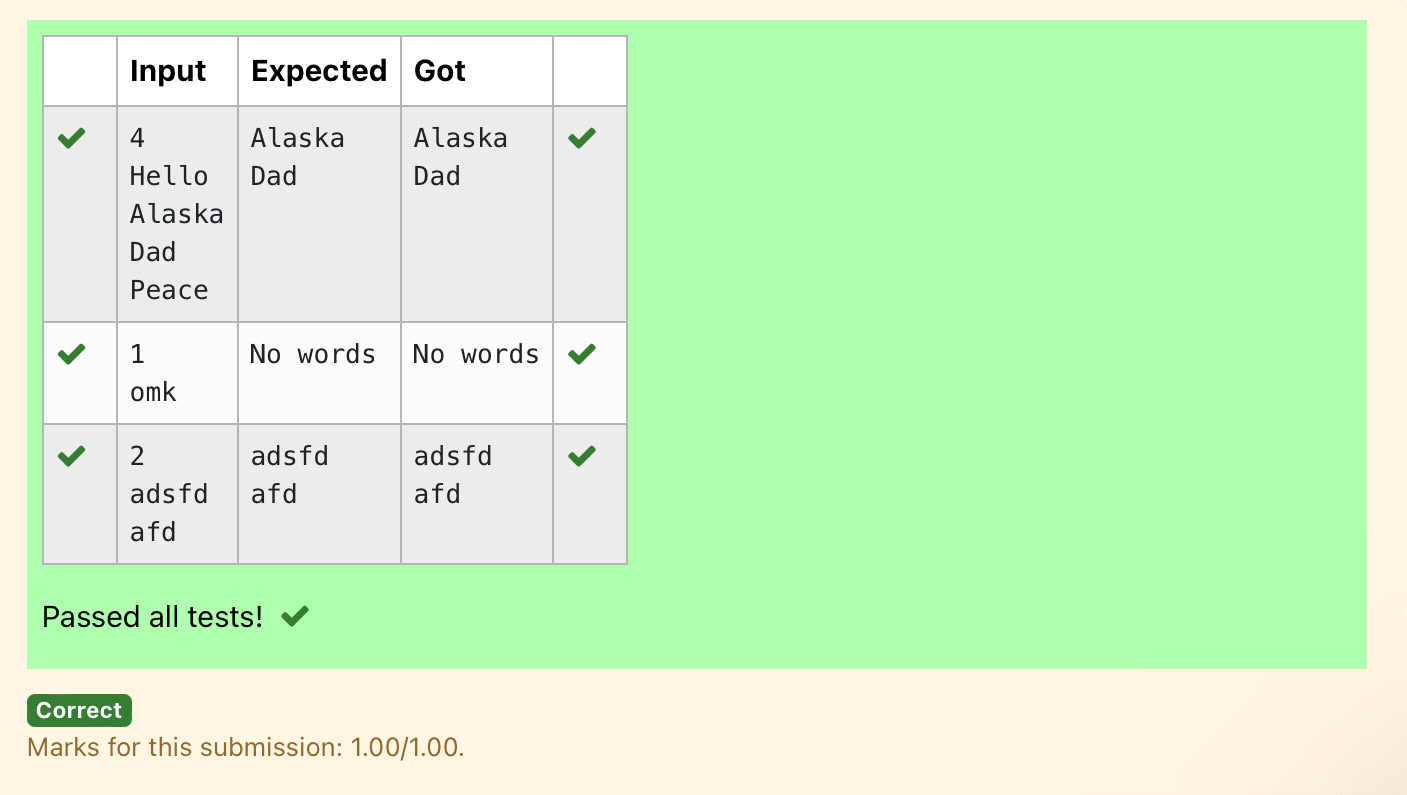 Input Expected Got
4 Alaska Alaska
Hello Dad Dad
Alaska
Dad
Peace
1 No words No words
omk
2 adsfd adsfd
adsfd afd afd
afd
Passed all tests!
Correct
Marks for this submission: 1.00/1.00.